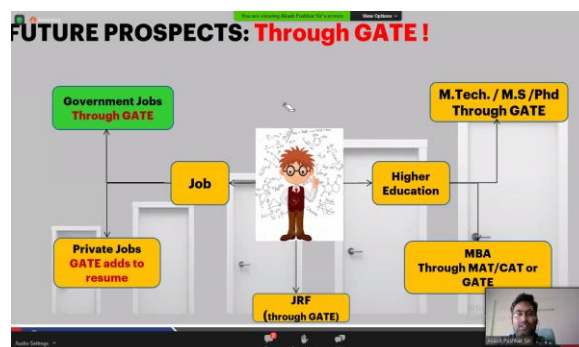 You are viewing Akash Pushkar Sir's screen
View Options
FUTURE PROSPECTS: Through GATE !
Government Jobs
Through GATE
M.Tech. / M.S /Phd
Through GATE
Job
Higher
Education
Private Jobs
GATE adds to
resume
MBA
Through MAT/CAT or
GATE
JRF
(through GATE)
Akash Pushkar Sir
Audio Settings